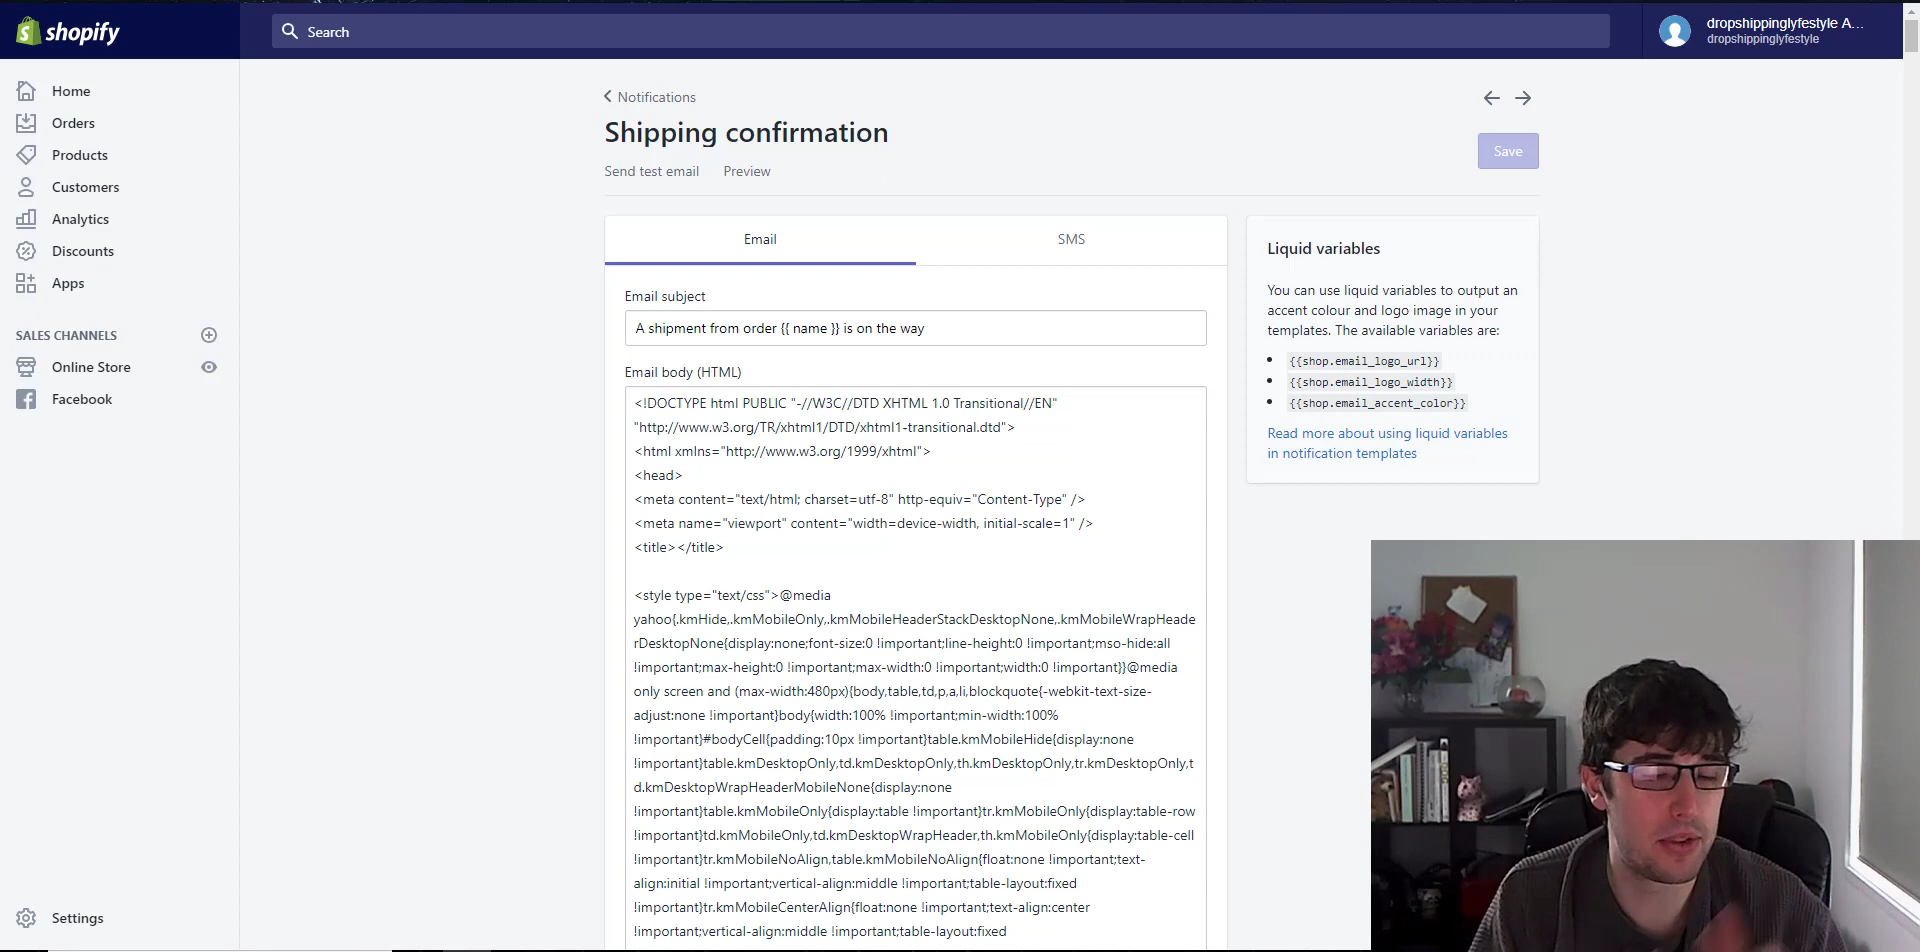 shopify
Search
dropshippinglyfestyle A...
dropshippinglyfestyle
Home
Orders
Products
Customers
Analytics
Discounts
Apps
SALES CHANNELS
Online Store
Facebook
Settings
Notifications
Shipping confirmation
Send test email
Preview
Save
Email
SMS
Email subject
A shipment from order {{ name }} is on the way
Email body (HTML)
<!DOCTYPE html PUBLIC "-//W3C//DTD XHTML 1.0 Transitional//EN"
"http://www.w3.org/TR/xhtml1/DTD/xhtml1-transitional.dtd">
<html xmlns="http://www.w3.org/1999/xhtml">
<head>
<meta content="text/html; charset=utf-8" http-equiv="Content-Type" />
<meta name="viewport" content="width=device-width, initial-scale=1" />
<title></title>
<style type="text/css">@media
yahoo{.kmHide,.kmMobileOnly,.kmMobileHeaderStackDesktopNone,.kmMobileWrapHeade
rDesktopNone{display:none;font-size:0 !important;line-height:0 !important;mso-hide:all
!important;max-height:0 !important;max-width:0 !important;width:0 !important}}@media
only screen and (max-width:480px){body,table,td,p,a,li,blockquote{-webkit-text-size-
adjust:none !important}body{width:100% !important;min-width:100%
!important}#bodyCell{padding:10px !important}table.kmMobileHide{display:none
!important}table.kmDesktopOnly,td.kmDesktopOnly,th.kmDesktopOnly,tr.kmDesktopOnly,t
d.kmDesktopWrapHeaderMobileNone{display:none
!important}table.kmMobileOnly{display:table !important}tr.kmMobileOnly{display:table-row
!important}td.kmMobileOnly,td.kmDesktopWrapHeader,th.kmMobileOnly{display:table-cell
!important}tr.kmMobileNoAlign,table.kmMobileNoAlign{float:none !important;text-
align:initial !important;vertical-align:middle !important;table-layout:fixed
!important}tr.kmMobileCenterAlign{float:none !important;text-align:center
!important;vertical-align:middle !important;table-layout:fixed
Liquid variables
You can use liquid variables to output an
accent colour and logo image in your
templates. The available variables are:
{{shop.email_logo_url}}
{{shop.email_logo_width}}
{{shop.email_accent_color}}
Read more about using liquid variables
in notification templates